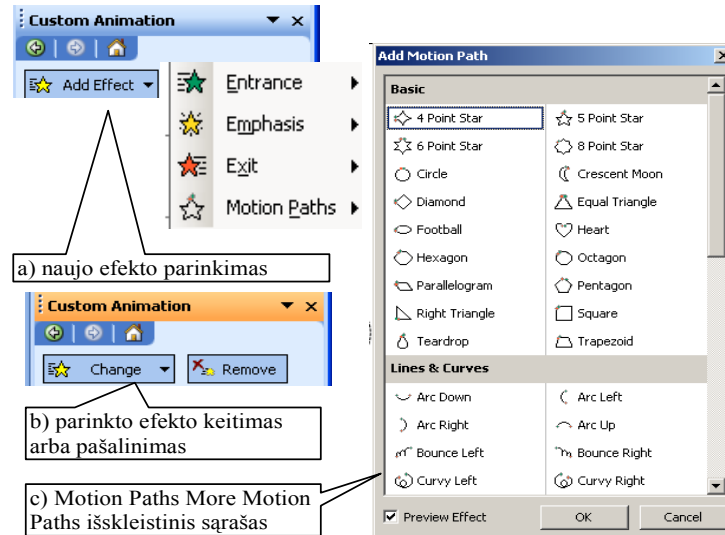 Custom Animation
Add Effect
Entrance
Emphasis
Exit
Motion Paths
a) naujo efekto parinkimas
Custom Animation
Change
Remove
b) parinkto efekto keitimas
arba pašalinimas
c) Motion Paths More Motion
Paths išskleistinis sąrašas
Add Motion Path
Basic
4 Point Star
5 Point Star
6 Point Star
8 Point Star
Circle
Crescent Moon
Diamond
Equal Triangle
Football
Heart
Hexagon
Octagon
Parallelogram
Pentagon
Right Triangle
Square
Teardrop
Trapezoid
Lines & Curves
Arc Down
Arc Left
Arc Right
Arc Up
Bounce Left
Bounce Right
Curvy Left
Curvy Right
Preview Effect
OK
Cancel